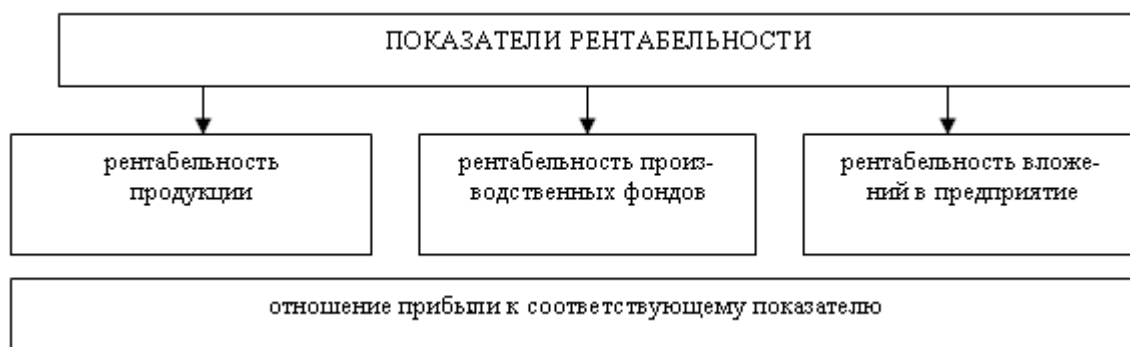 ПОКАЗАТЕЛИ РЕНТАБЕЛЬНОСТИ
рентабельность
продукции
рентабельность произ-
водственных фондов
рентабельность вложе-
ний в предприятие
отношение прибыли к соответствующему показателю